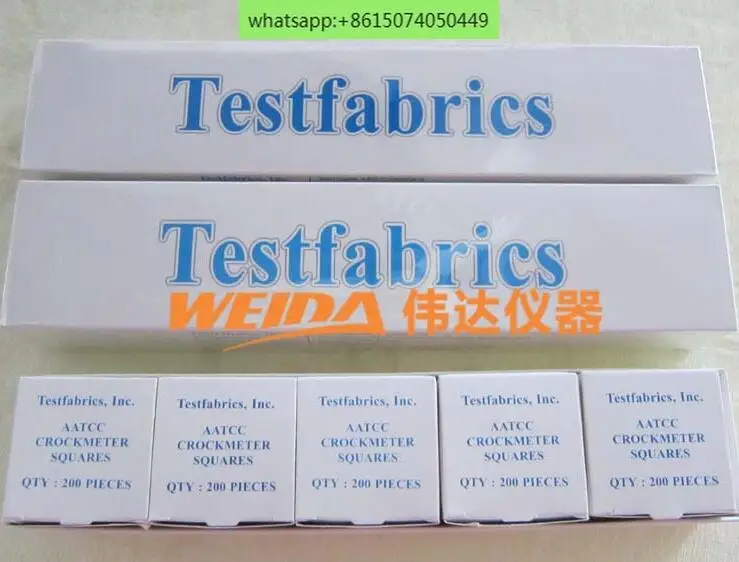 whatsapp:+8615074050449
Testfabrics
Testfabrics
WEIDA 伟达仪器
Testfabrics, Inc.
AATCC
CROCKMETER
SQUARES
QTY : 200 PIECES
Testfabrics, Inc.
AATCC
CROCKMETER
SQUARES
QTY : 200 PIECES
Testfabrics, Inc.
AATCC
CROCKMETER
SQUARES
QTY : 200 PIECES
Testfabrics, Inc.
AATCC
CROCKMETER
SQUARES
QTY : 200 PIECES
Testfabrics, Inc.
AATCC
CROCKMETER
SQUARES
QTY : 200 PIECES